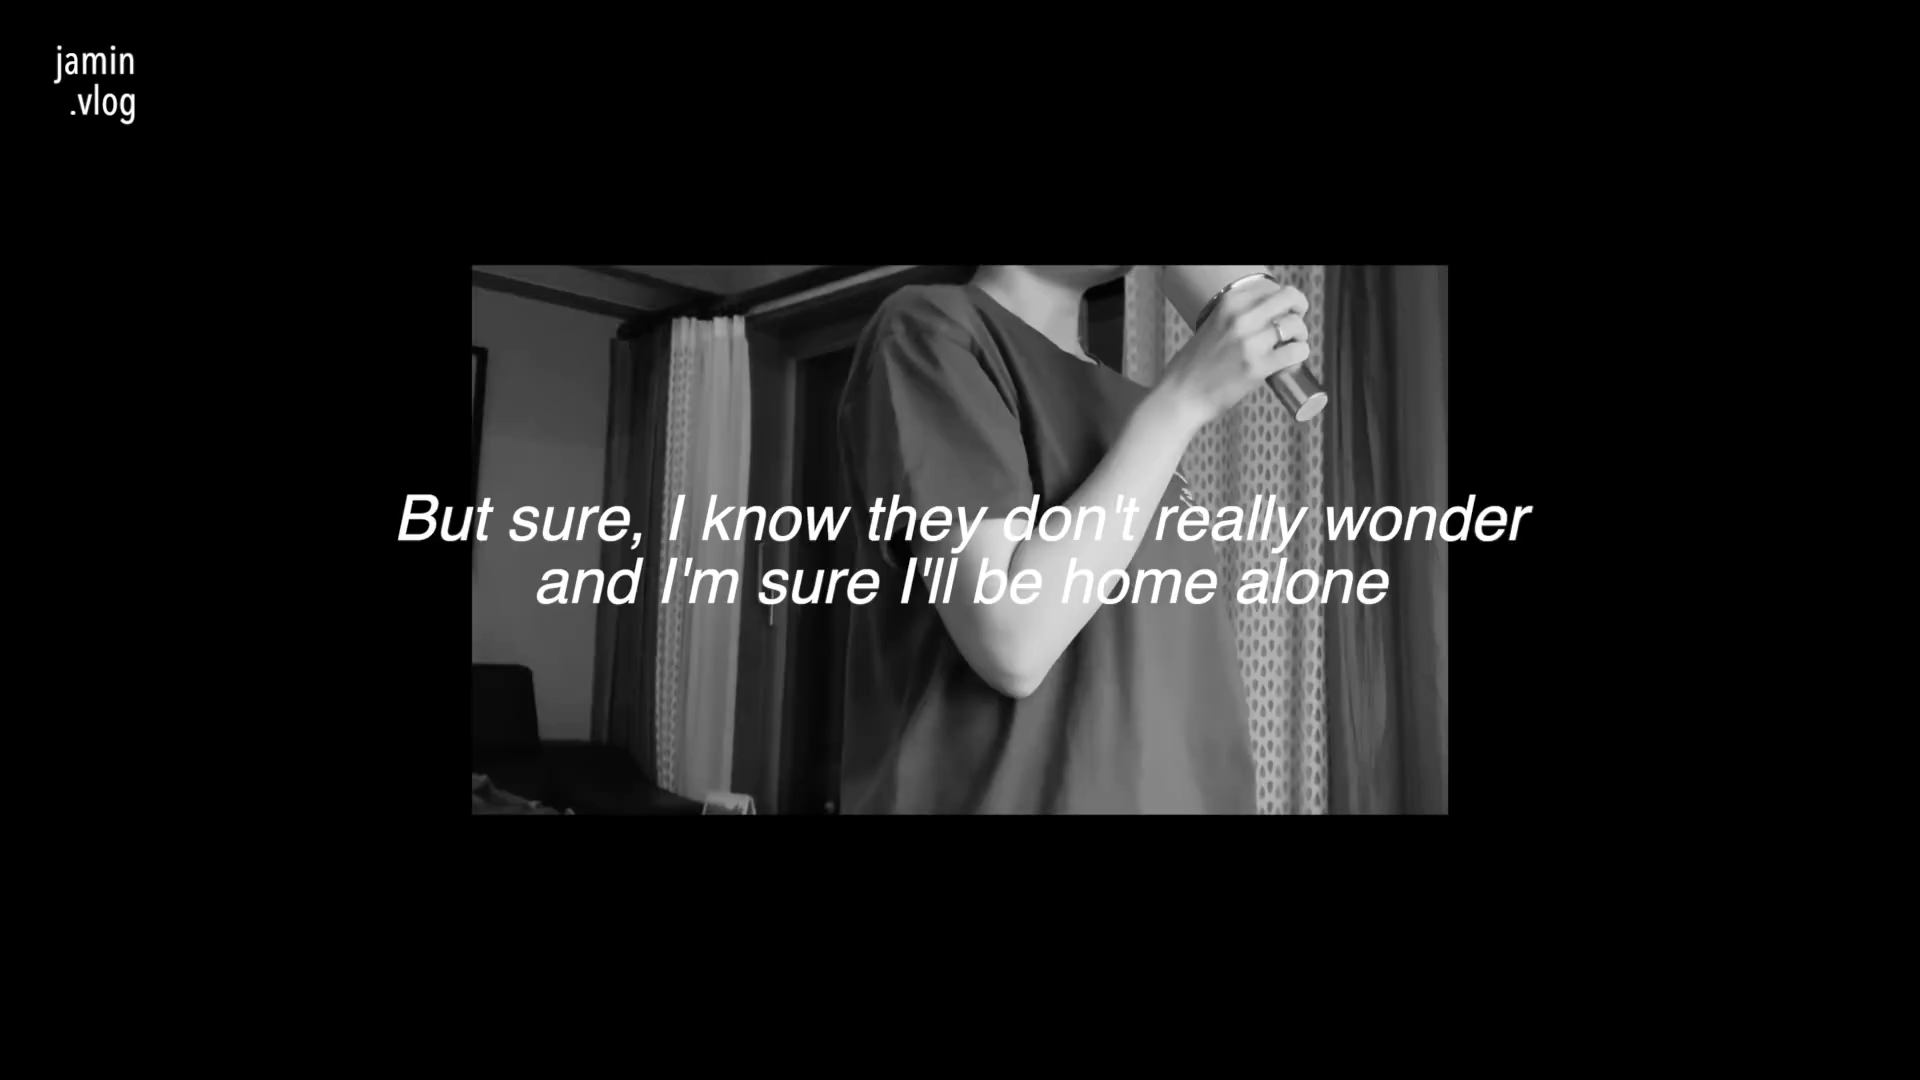 jamin
.vlog
But sure, I know they don't really wonder
and I'm sure I'll be home alone